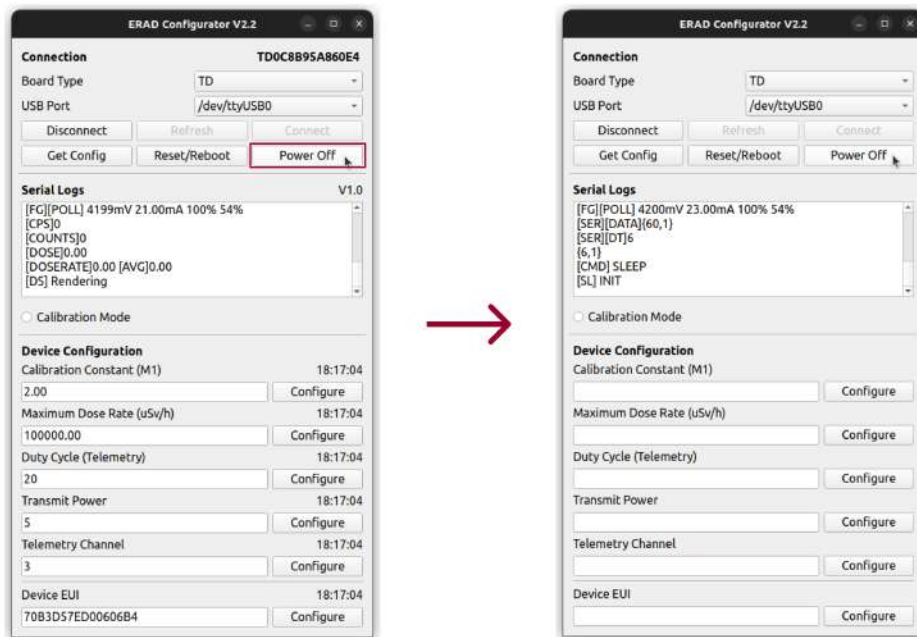 ERAD Configurator V2.2
Connection TD0C8B95A860E4
Board Type TD
USB Port /dev/ttyUSB0
Disconnect Refresh Connect
Get Config Reset/Reboot Power Off
Serial Logs V1.0
[FG][POLL] 4199mV 21.00mA 100% 54%
[CPS]0
[COUNTS]0
[DOSE]0.00
[DOSERATE]0.00 [AVG]0.00
[DS] Rendering
Calibration Mode
Device Configuration
Calibration Constant (M1) 18:17:04
2.00 Configure
Maximum Dose Rate (uSv/h) 18:17:04
100000.00 Configure
Duty Cycle (Telemetry) 18:17:04
20 Configure
Transmit Power 18:17:04
5 Configure
Telemetry Channel 18:17:04
3 Configure
Device EUI 18:17:04
70B3D57ED00606B4 Configure
ERAD Configurator V2.2
Connection
Board Type TD
USB Port /dev/ttyUSB0
Disconnect Refresh Connect
Get Config Reset/Reboot Power Off
Serial Logs
[FG][POLL] 4200mV 23.00mA 100% 54%
[SER][DATA]{60,1}
[SER][DT]6
{6,1}
[CMD] SLEEP
[SL] INIT
Calibration Mode
Device Configuration
Calibration Constant (M1)
Configure
Maximum Dose Rate (uSv/h)
Configure
Duty Cycle (Telemetry)
Configure
Transmit Power
Configure
Telemetry Channel
Configure
Device EUI
Configure